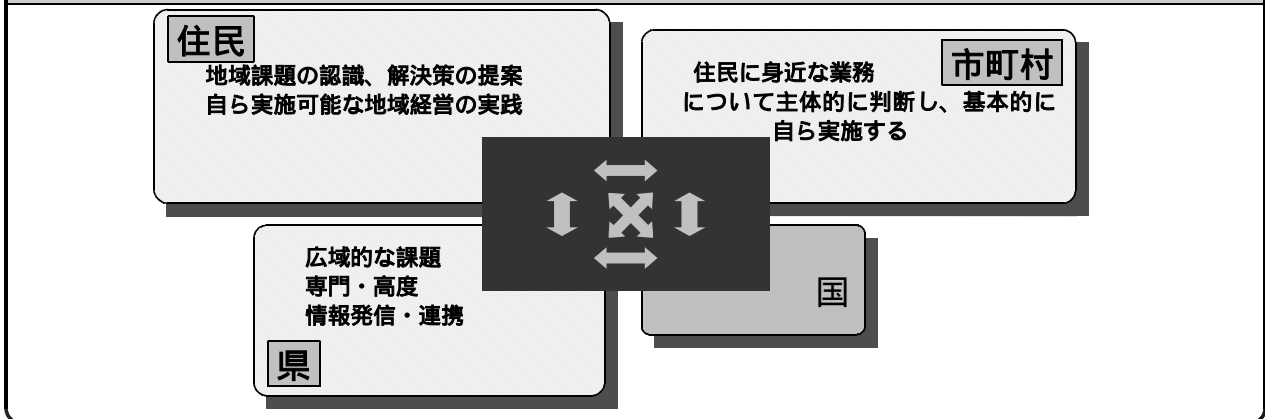 住民
地域課題の認識、解決策の提案
自ら実施可能な地域経営の実践
市町村
住民に身近な業務
について主体的に判断し、基本的に
自ら実施する
広域的な課題
専門・高度
情報発信・連携
県
国